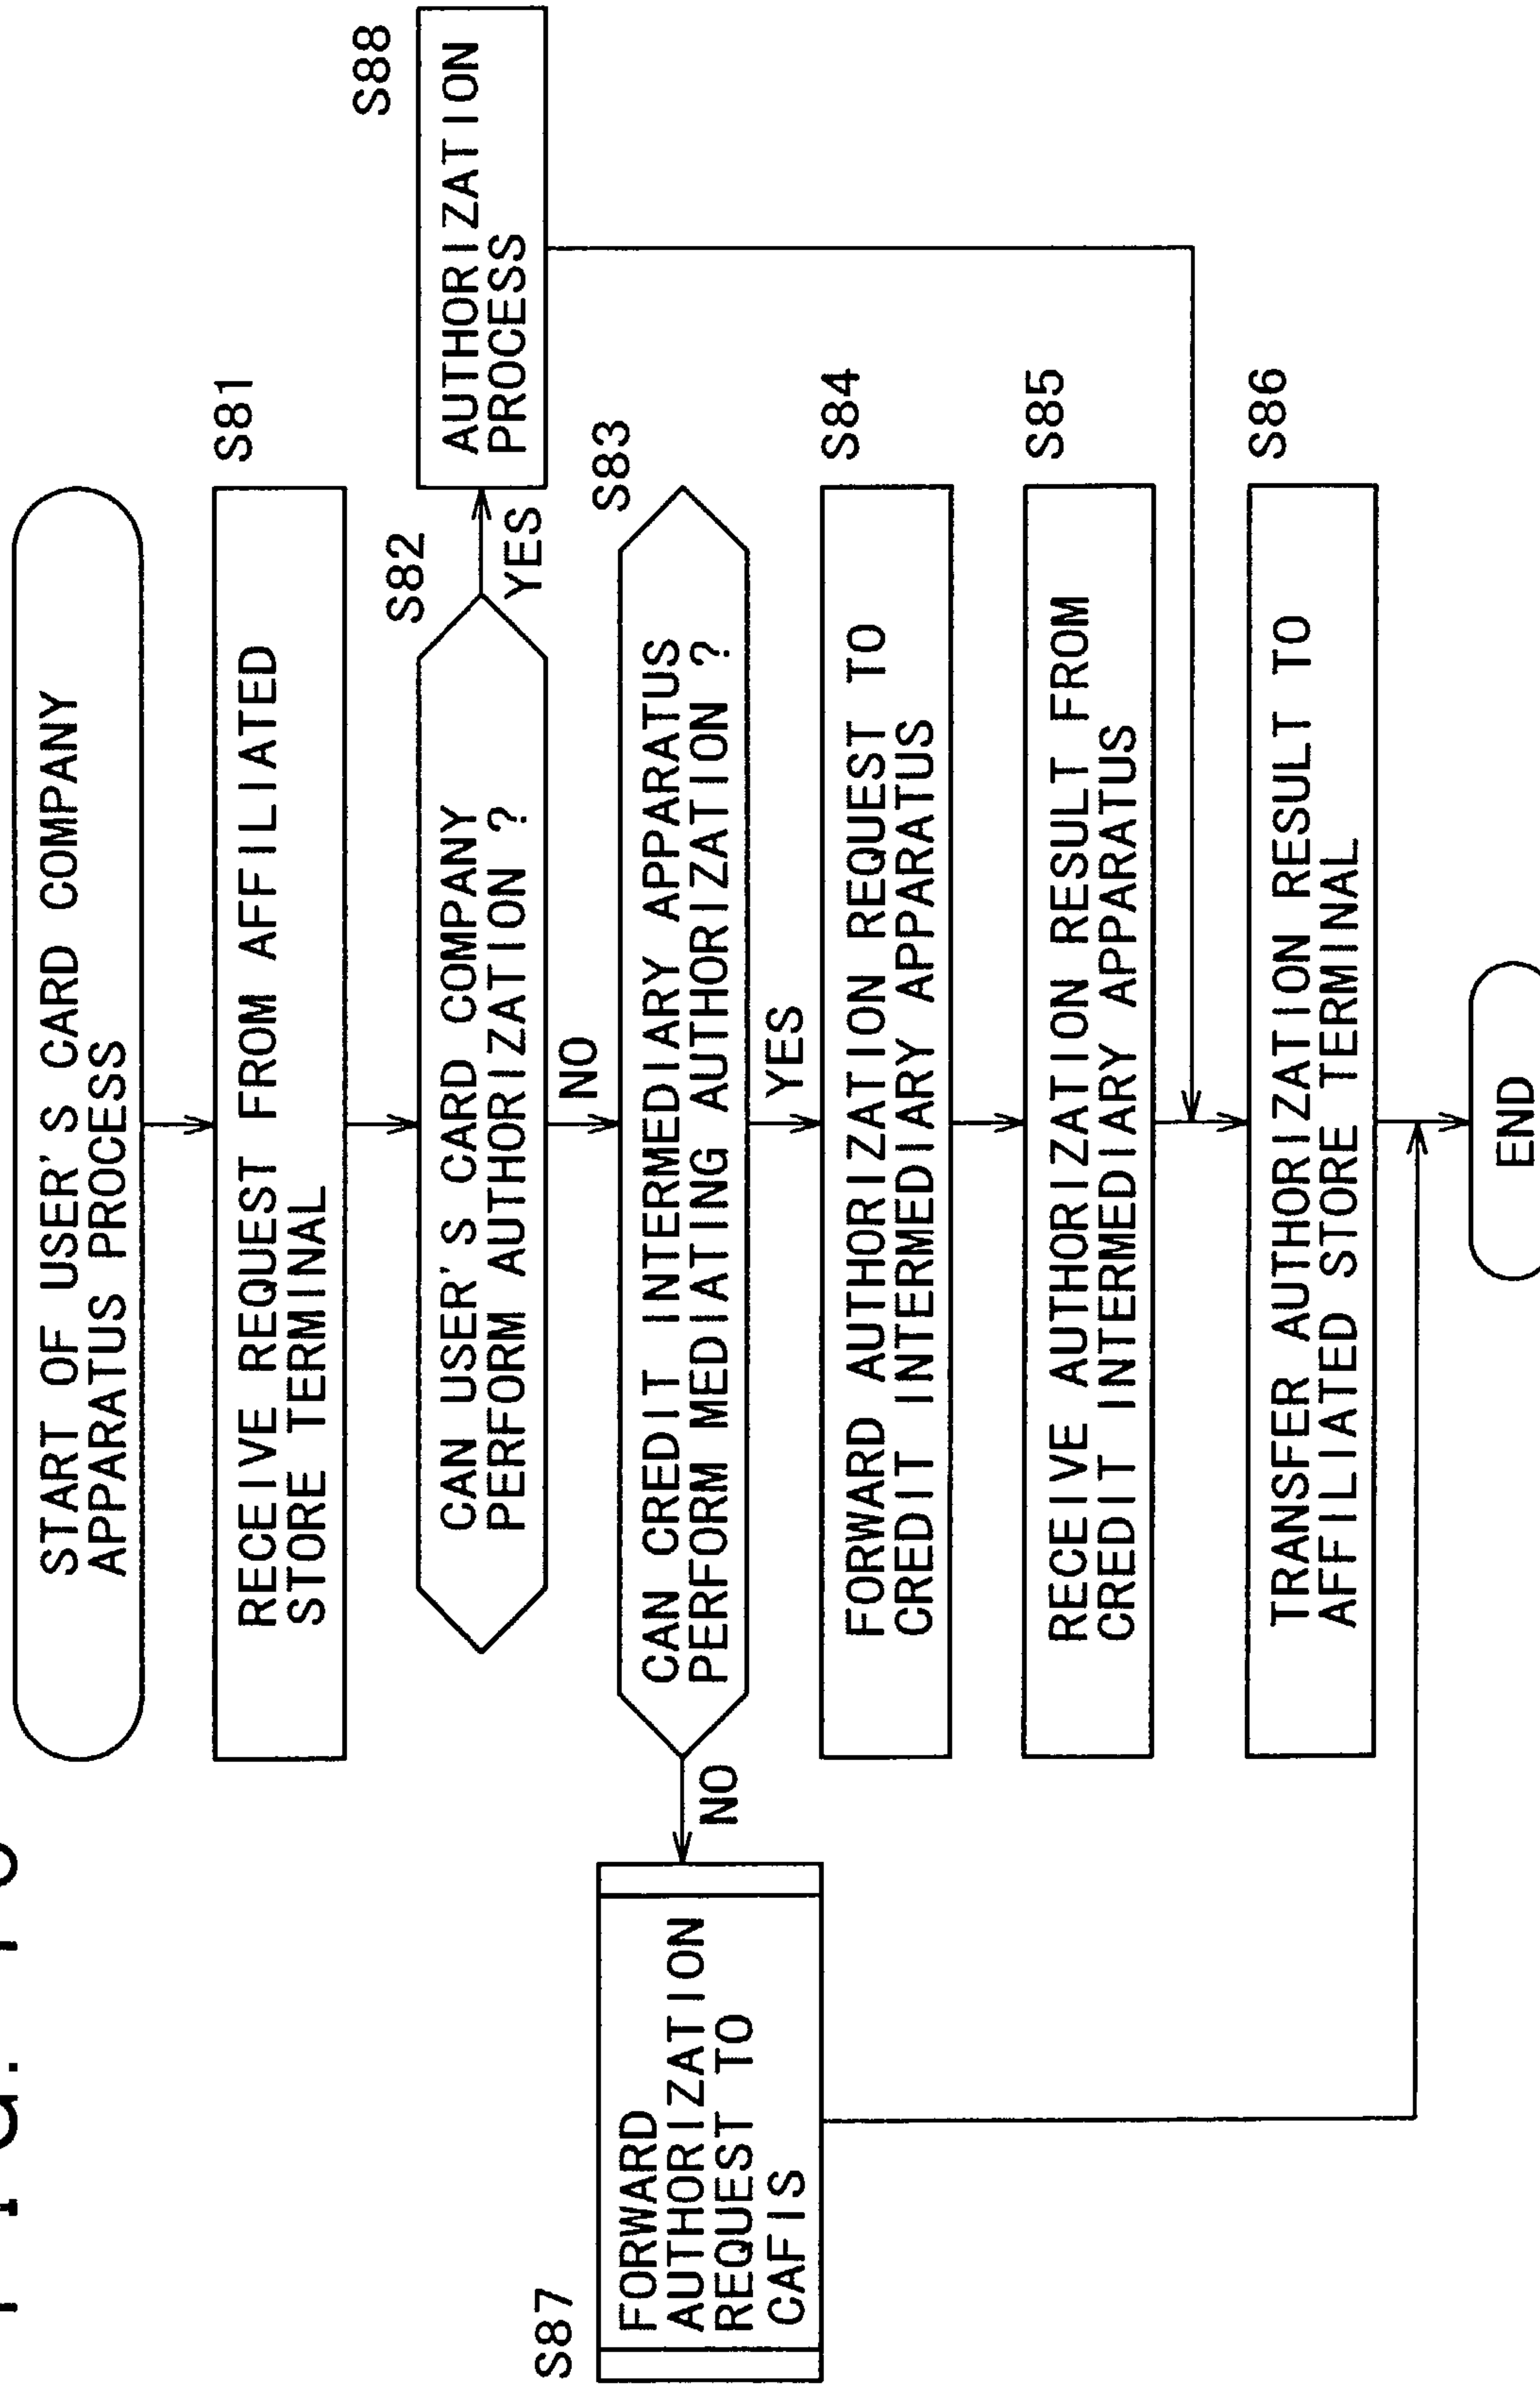 START OF USER'S CARD COMPANY
APPARATUS PROCESS
S81
RECEIVE REQUEST FROM AFFILIATED
STORE TERMINAL
S82
CAN USER'S CARD COMPANY
PERFORM AUTHORIZATION ?
YES
S88
AUTHORIZATION
PROCESS
NO
S83
CAN CREDIT INTERMEDIARY APPARATUS
PERFORM MEDIATING AUTHORIZATION ?
NO
S87
FORWARD
AUTHORIZATION
REQUEST TO
CAFIS
YES
S84
FORWARD AUTHORIZATION REQUEST TO
CREDIT INTERMEDIARY APPARATUS
S85
RECEIVE AUTHORIZATION RESULT FROM
CREDIT INTERMEDIARY APPARATUS
S86
TRANSFER AUTHORIZATION RESULT TO
AFFILIATED STORE TERMINAL
END